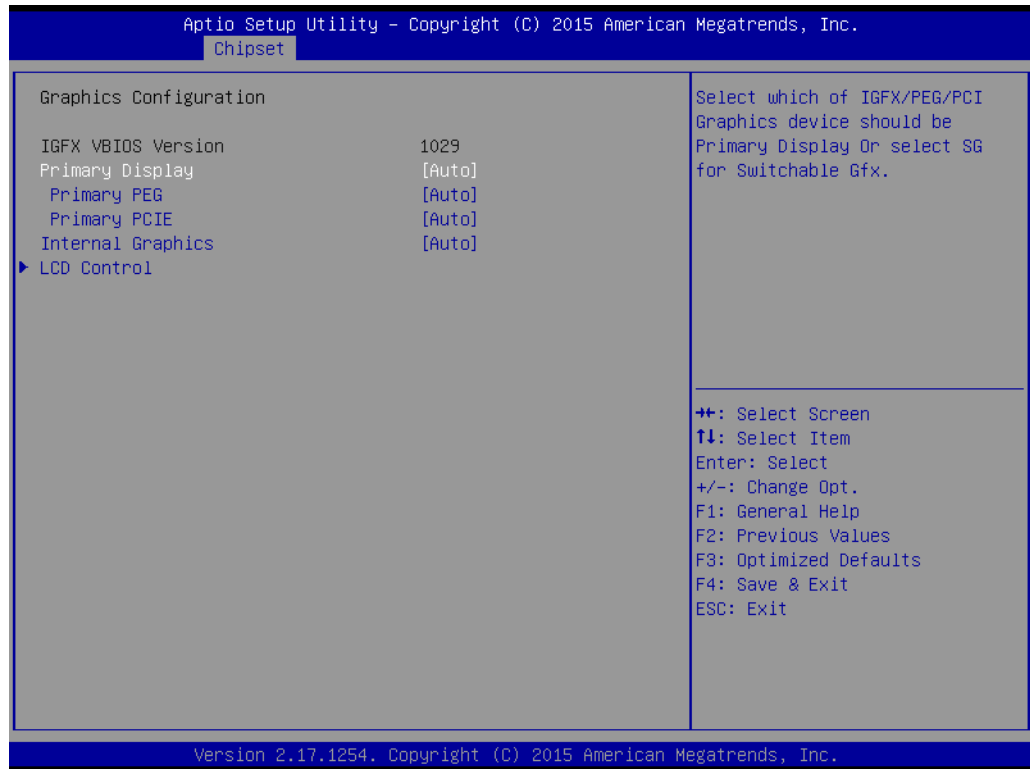 Aptio Setup Utility – Copyright (C) 2015 American Megatrends, Inc.
Chipset
Graphics Configuration
IGFX VBIOS Version 1029
Primary Display [Auto]
Primary PEG [Auto]
Primary PCIE [Auto]
Internal Graphics [Auto]
LCD Control
Select which of IGFX/PEG/PCI
Graphics device should be
Primary Display Or select SG
for Switchable Gfx.
→←: Select Screen
↑↓: Select Item
Enter: Select
+/-: Change Opt.
F1: General Help
F2: Previous Values
F3: Optimized Defaults
F4: Save & Exit
ESC: Exit
Version 2.17.1254. Copyright (C) 2015 American Megatrends, Inc.